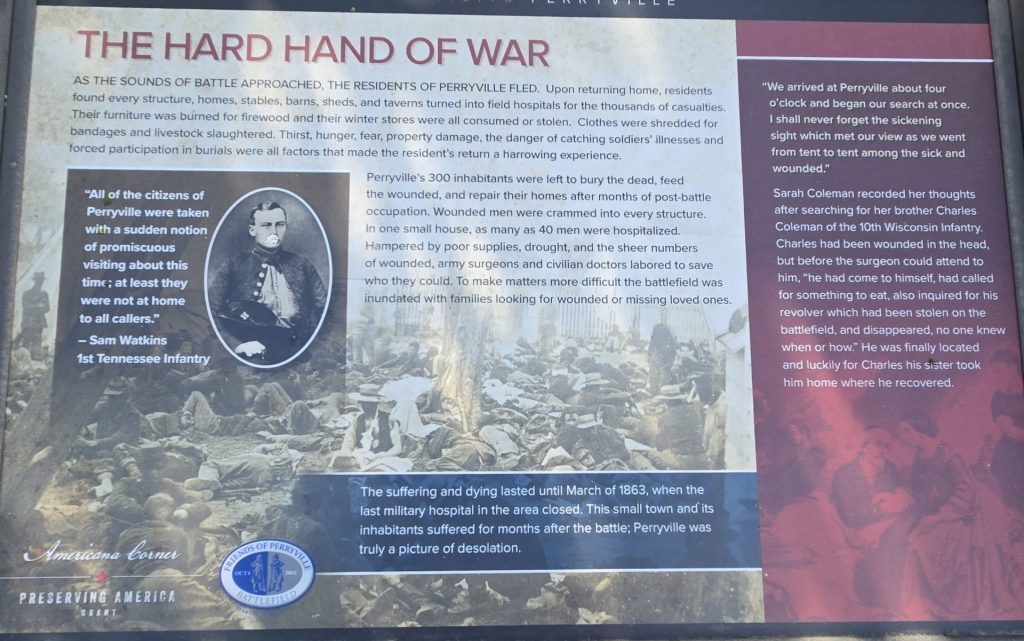 PERRYVILLE
THE HARD HAND OF WAR
AS THE SOUNDS OF BATTLE APPROACHED, THE RESIDENTS OF PERRYVILLE FLED. Upon returning home, residents
found every structure, homes, stables, barns, sheds, and taverns turned into field hospitals for the thousands of casualties.
Their furniture was burned for firewood and their winter stores were all consumed or stolen. Clothes were shredded for
bandages and livestock slaughtered. Thirst, hunger, fear, property damage, the danger of catching soldiers' illnesses and
forced participation in burials were all factors that made the resident's return a harrowing experience.
"All of the citizens of
Perryville were taken
with a sudden notion
of promiscuous
visiting about this
time; at least they
were not at home
to all callers."
– Sam Watkins
1st Tennessee Infantry
Perryville's 300 inhabitants were left to bury the dead, feed
the wounded, and repair their homes after months of post-battle
occupation. Wounded men were crammed into every structure.
In one small house, as many as 40 men were hospitalized.
Hampered by poor supplies, drought, and the sheer numbers
of wounded, army surgeons and civilian doctors labored to save
who they could. To make matters more difficult the battlefield was
inundated with families looking for wounded or missing loved ones.
The suffering and dying lasted until March of 1863, when the
last military hospital in the area closed. This small town and its
inhabitants suffered for months after the battle; Perryville was
truly a picture of desolation.
"We arrived at Perryville about four
o'clock and began our search at once.
I shall never forget the sickening
sight which met our view as we went
from tent to tent among the sick and
wounded."
Sarah Coleman recorded her thoughts
after searching for her brother Charles
Coleman of the 10th Wisconsin Infantry.
Charles had been wounded in the head,
but before the surgeon could attend to
him, "he had come to himself, had called
for something to eat, also inquired for his
revolver which had been stolen on the
battlefield, and disappeared, no one knew
when or how." He was finally located
and luckily for Charles his sister took
him home where he recovered.
Americana Corner
PRESERVING AMERICA
GRANT
FRIENDS OF PERRYVILLE
OCT 8 1862
BATTLEFIELD